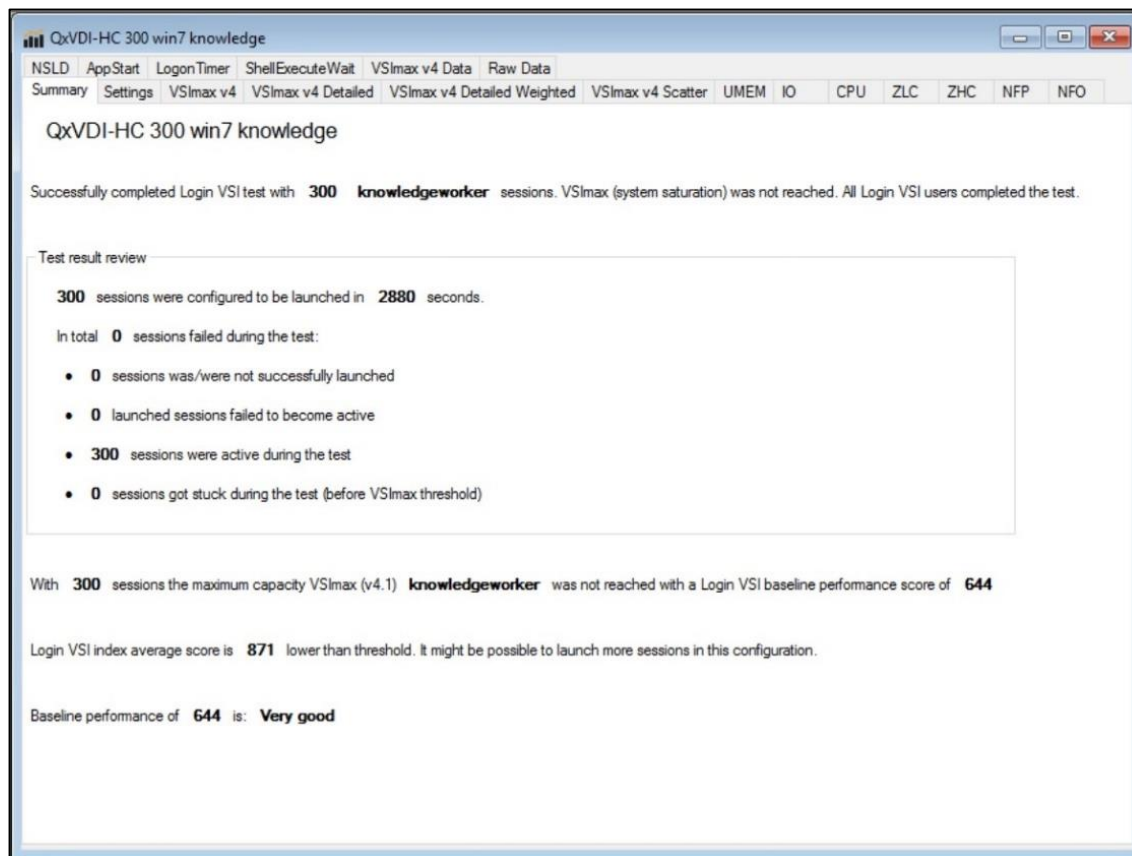 QxVDI-HC 300 win7 knowledge
NSLD AppStart LogonTimer ShellExecuteWait VSImax v4 Data Raw Data
Summary Settings VSImax v4 VSImax v4 Detailed VSImax v4 Detailed Weighted VSImax v4 Scatter UMEM IO CPU ZLC ZHC NFP NFO
QxVDI-HC 300 win7 knowledge
Successfully completed Login VSI test with 300 knowledgeworker sessions. VSImax (system saturation) was not reached. All Login VSI users completed the test.
Test result review
300 sessions were configured to be launched in 2880 seconds.
In total 0 sessions failed during the test:
• 0 sessions was/were not successfully launched
• 0 launched sessions failed to become active
• 300 sessions were active during the test
• 0 sessions got stuck during the test (before VSImax threshold)
With 300 sessions the maximum capacity VSImax (v4.1) knowledgeworker was not reached with a Login VSI baseline performance score of 644
Login VSI index average score is 871 lower than threshold. It might be possible to launch more sessions in this configuration.
Baseline performance of 644 is: Very good